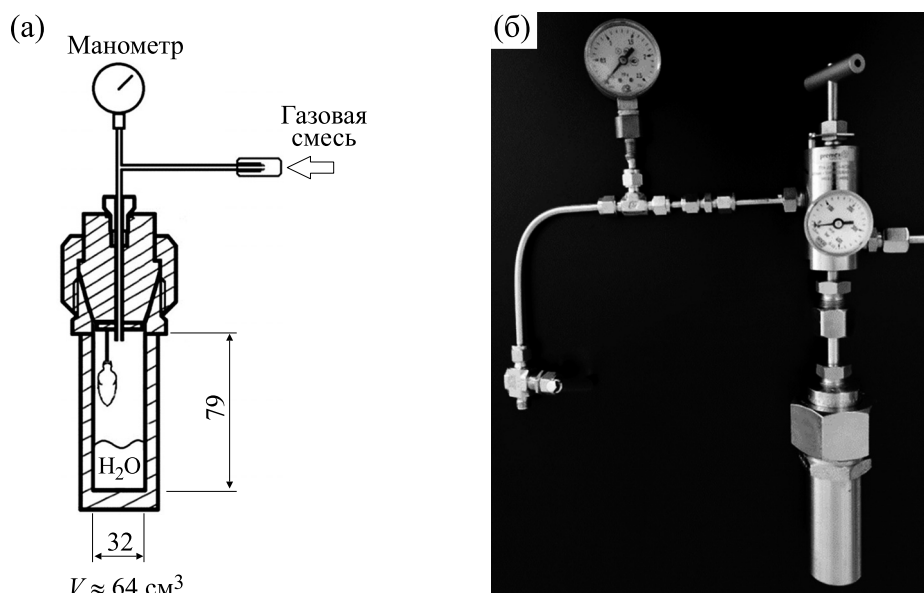 (а)
Манометр
Газовая
смесь
H₂O
79
32
V ≈ 64 см³
(б)